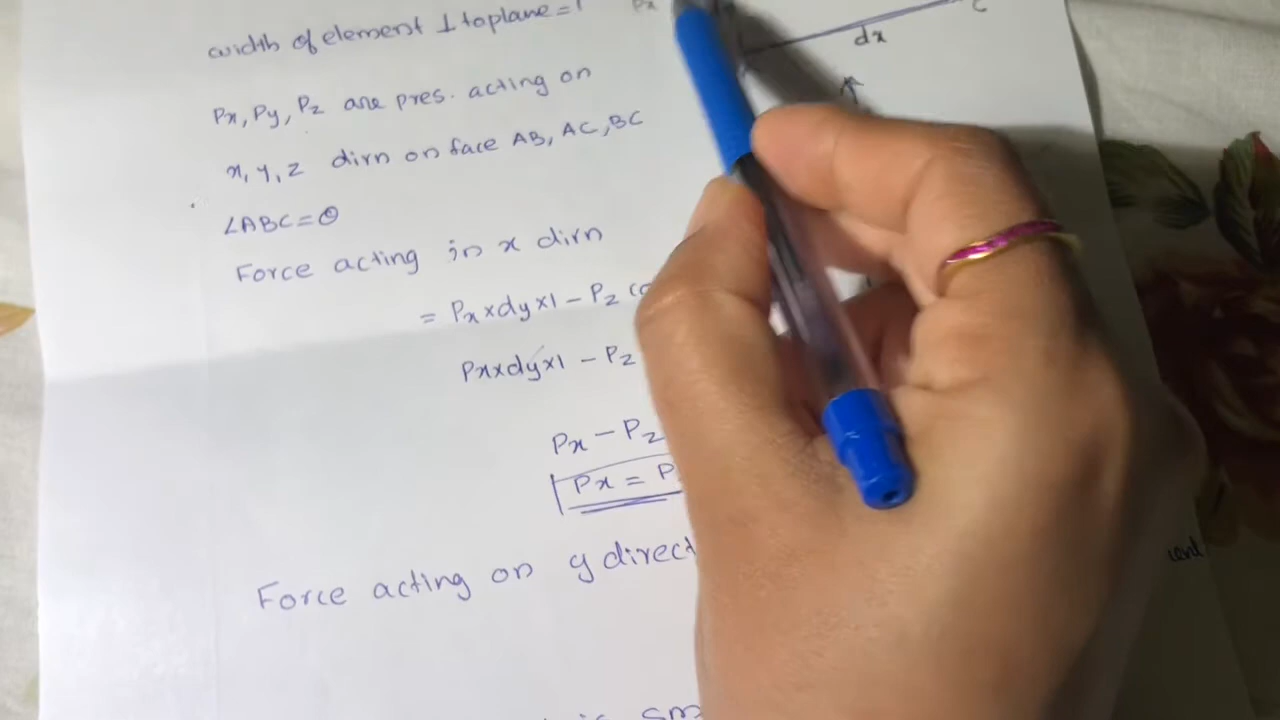 width of element ⊥ to plane = 1
Px
C
dx
Px, Py, Pz are pres. acting on
x, y, z dirn on face AB, AC, BC
∠ABC = θ
Force acting in x dirn
= Px × dy × 1 − Pz
Px × dy × 1 − Pz
Px − Pz
Px = P
Force acting on y direct